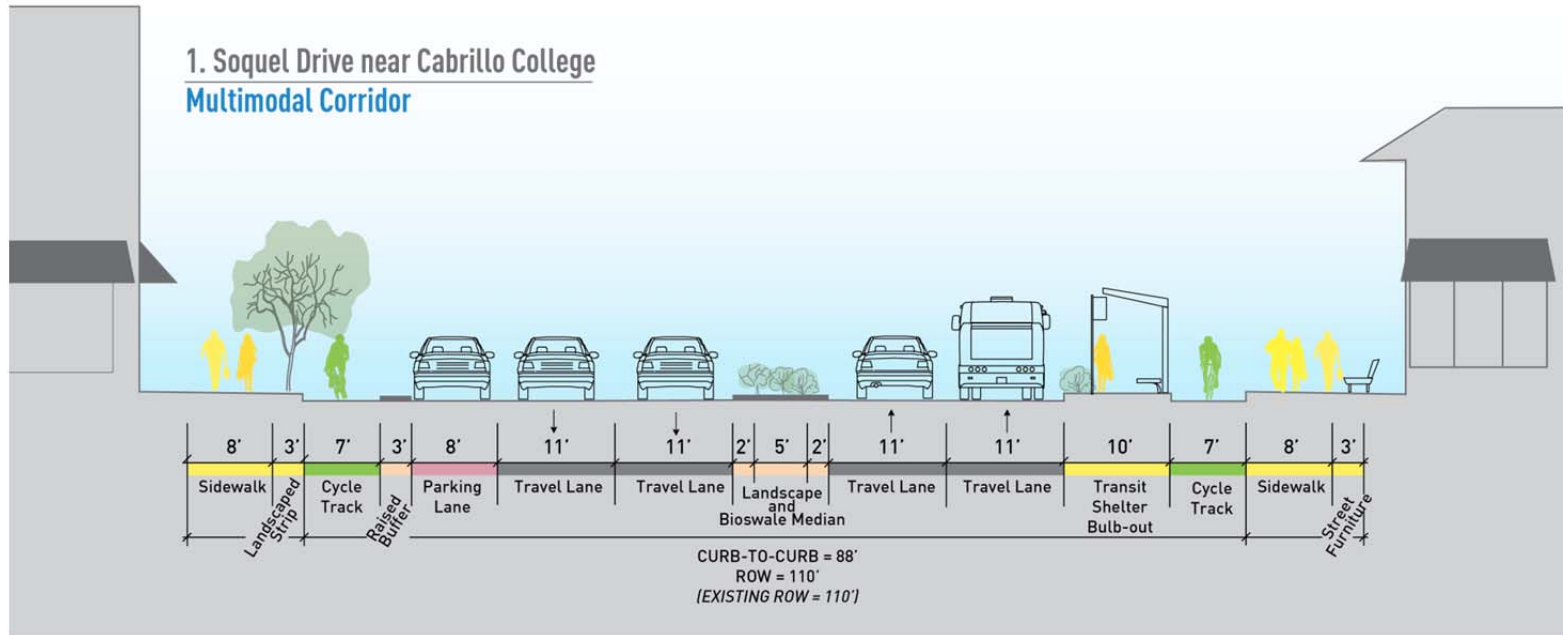 1. Soquel Drive near Cabrillo College
Multimodal Corridor
8' 3' 7' 3' 8' 11' 11' 2' 5' 2' 11' 11' 10' 7' 8' 3'
Sidewalk
Landscaped
Strip
Cycle
Track
Raised
Buffer
Parking
Lane
Travel Lane
Travel Lane
Landscape
and
Bioswale Median
Travel Lane
Travel Lane
Transit
Shelter
Bulb-out
Cycle
Track
Sidewalk
Street
Furniture
CURB-TO-CURB = 88'
ROW = 110'
(EXISTING ROW = 110')